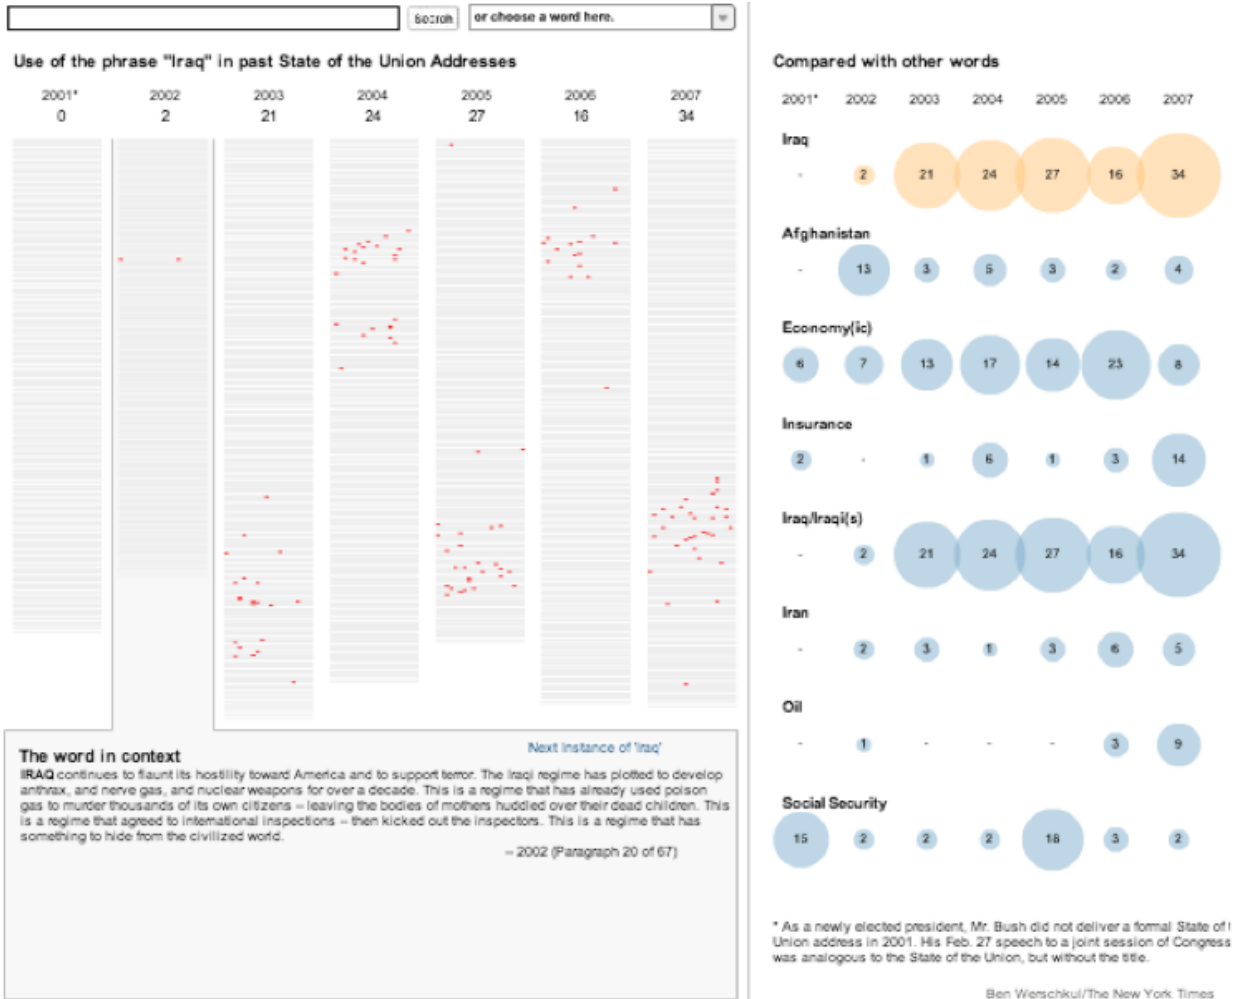 Search
or choose a word here.
Use of the phrase "Iraq" in past State of the Union Addresses
2001* 2002 2003 2004 2005 2006 2007
0 2 21 24 27 16 34
The word in context
Next instance of 'Iraq'
IRAQ continues to flaunt its hostility toward America and to support terror. The Iraqi regime has plotted to develop
anthrax, and nerve gas, and nuclear weapons for over a decade. This is a regime that has already used poison
gas to murder thousands of its own citizens – leaving the bodies of mothers huddled over their dead children. This
is a regime that agreed to international inspections – then kicked out the inspectors. This is a regime that has
something to hide from the civilized world.
– 2002 (Paragraph 20 of 67)
Compared with other words
2001* 2002 2003 2004 2005 2006 2007
Iraq
- 2 21 24 27 16 34
Afghanistan
- 13 3 5 3 2 4
Economy(ic)
6 7 13 17 14 23 8
Insurance
2 - 1 6 1 3 14
Iraq/Iraqi(s)
- 2 21 24 27 16 34
Iran
- 2 3 1 3 6 5
Oil
- 1 - - - 3 9
Social Security
15 2 2 2 18 3 2
* As a newly elected president, Mr. Bush did not deliver a formal State of
Union address in 2001. His Feb. 27 speech to a joint session of Congress
was analogous to the State of the Union, but without the title.
Ben Werschkul/The New York Times